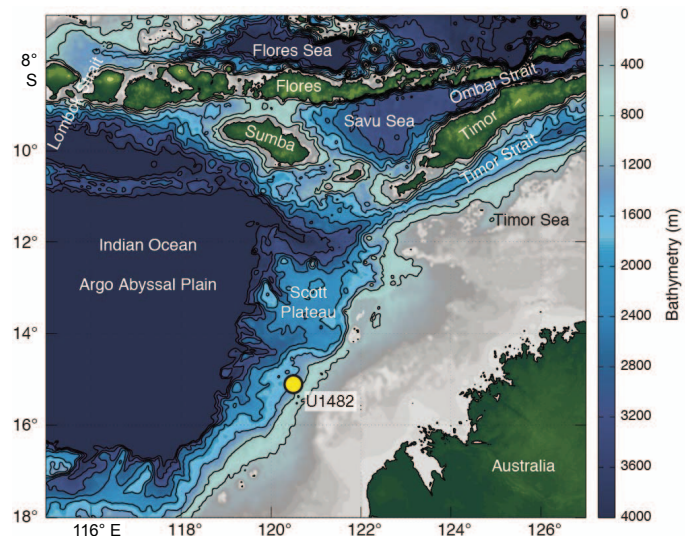 8°
S
10°
12°
14°
16°
18°
116° E
118°
120°
122°
124°
126°
Flores Sea
Lombok Strait
Flores
Ombai Strait
Savu Sea
Sumba
Timor
Timor Strait
Timor Sea
Indian Ocean
Argo Abyssal Plain
Scott
Plateau
U1482
Australia
0
400
800
1200
1600
2000
2400
2800
3200
3600
4000
Bathymetry (m)